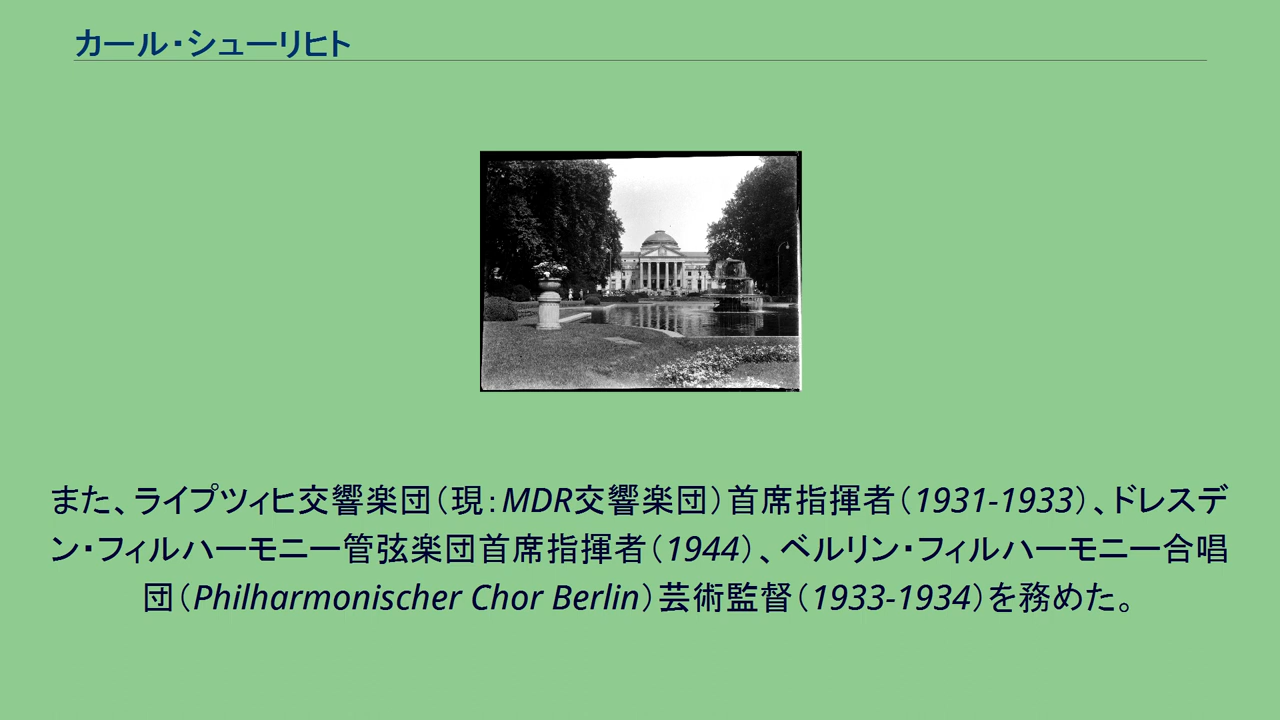 カール・シューリヒト
また、ライプツィヒ交響楽団（現：MDR交響楽団）首席指揮者（1931-1933）、ドレスデ
ン・フィルハーモニー管弦楽団首席指揮者（1944）、ベルリン・フィルハーモニー合唱
団（Philharmonischer Chor Berlin）芸術監督（1933-1934）を務めた。